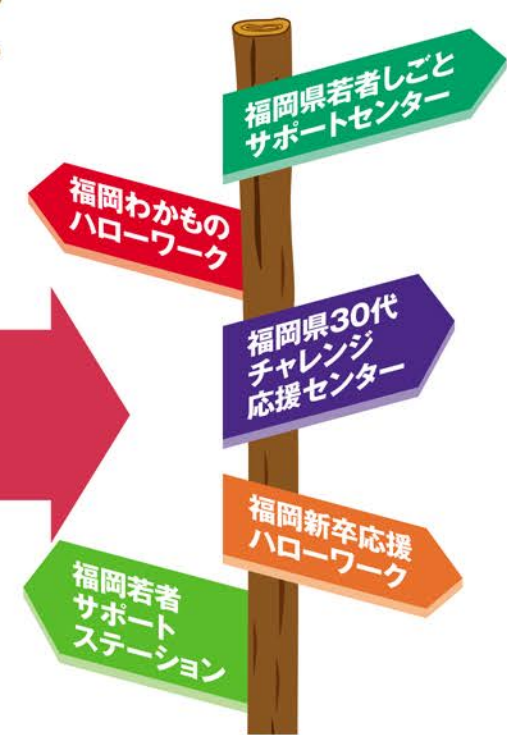 福岡県若者しごと
サポートセンター
福岡わかもの
ハローワーク
福岡県30代
チャレンジ
応援センター
福岡新卒応援
ハローワーク
福岡若者
サポート
ステーション